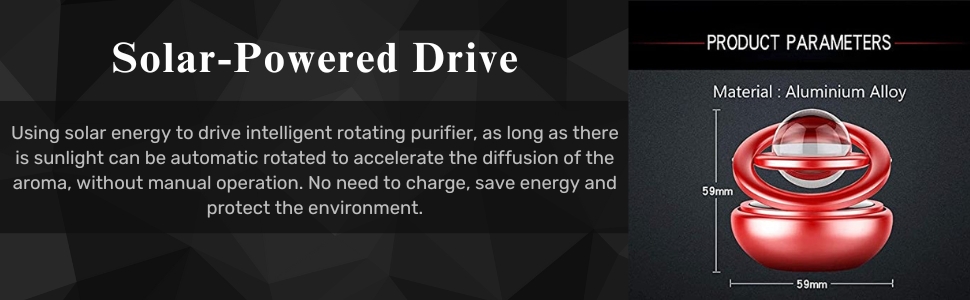 Solar-Powered Drive
Using solar energy to drive intelligent rotating purifier, as long as there
is sunlight can be automatic rotated to accelerate the diffusion of the
aroma, without manual operation. No need to charge, save energy and
protect the environment.
PRODUCT PARAMETERS
Material : Aluminium Alloy
59mm
59mm